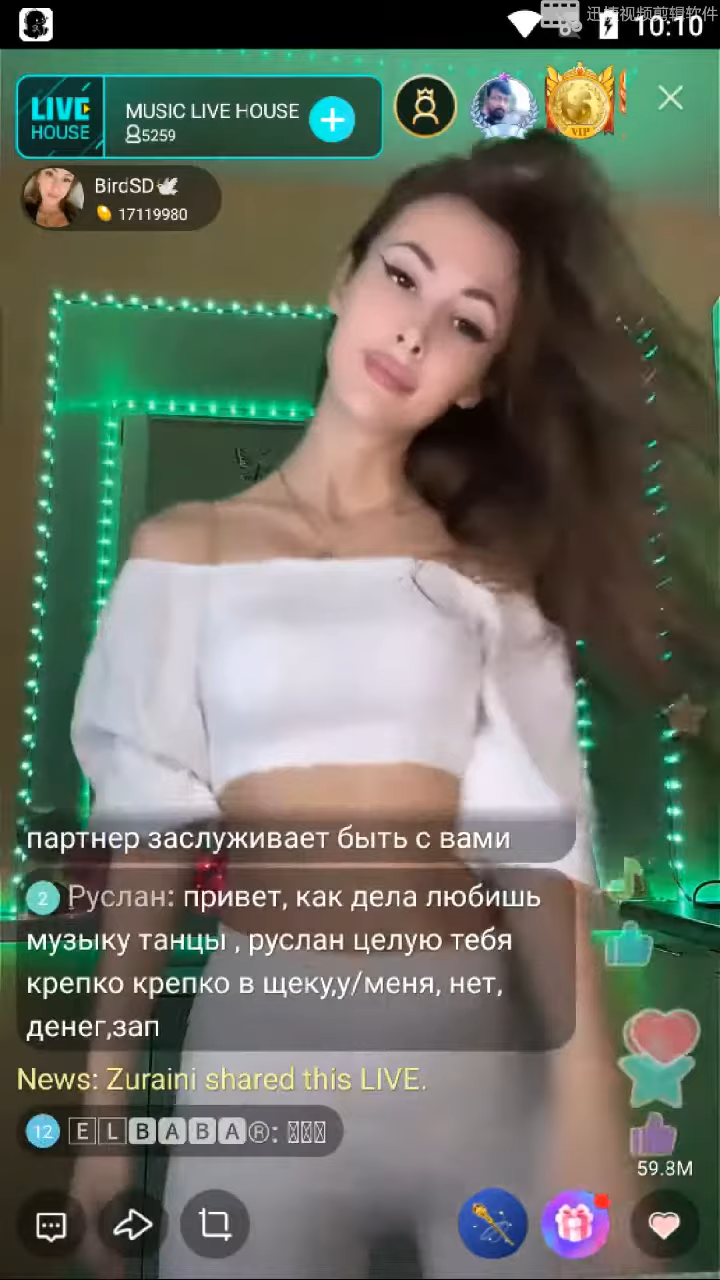 迅捷视频剪辑软件
10:10
LIVE
HOUSE
MUSIC LIVE HOUSE
5259
VIP
BirdSD🕊
17119980
партнер заслуживает быть с вами
2 Руслан: привет, как дела любишь
музыку танцы , руслан целую тебя
крепко крепко в щеку,у/меня, нет,
денег,зап
News: Zuraini shared this LIVE.
12 🄴🄻🄱🄰🄱🄰®:
59.8M